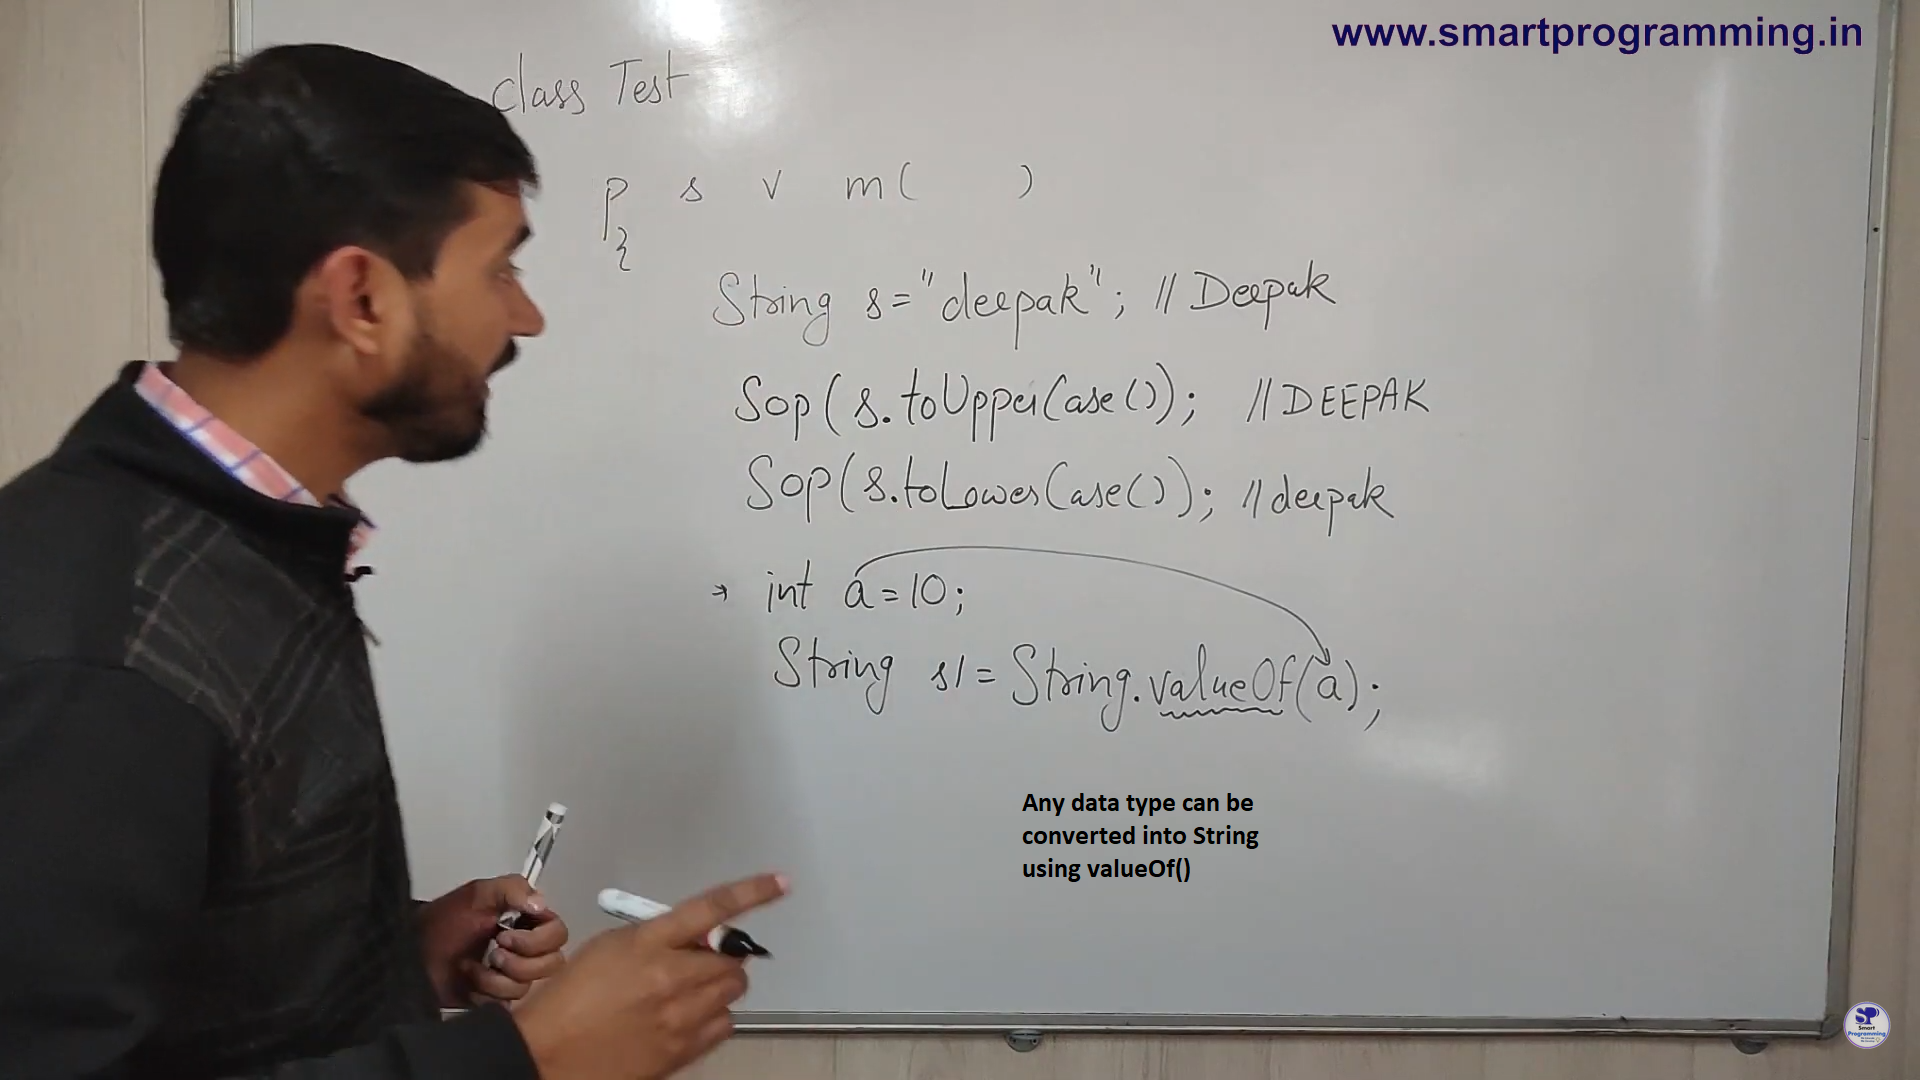 www.smartprogramming.in
class Test
p s v m( )
{
String s="deepak"; // Deepak
Sop(s.toUpperCase()); // DEEPAK
Sop(s.toLowerCase()); // deepak
→ int a=10;
String s1 = String.valueOf(a);
Any data type can be
converted into String
using valueOf()
SP
Smart
Programming